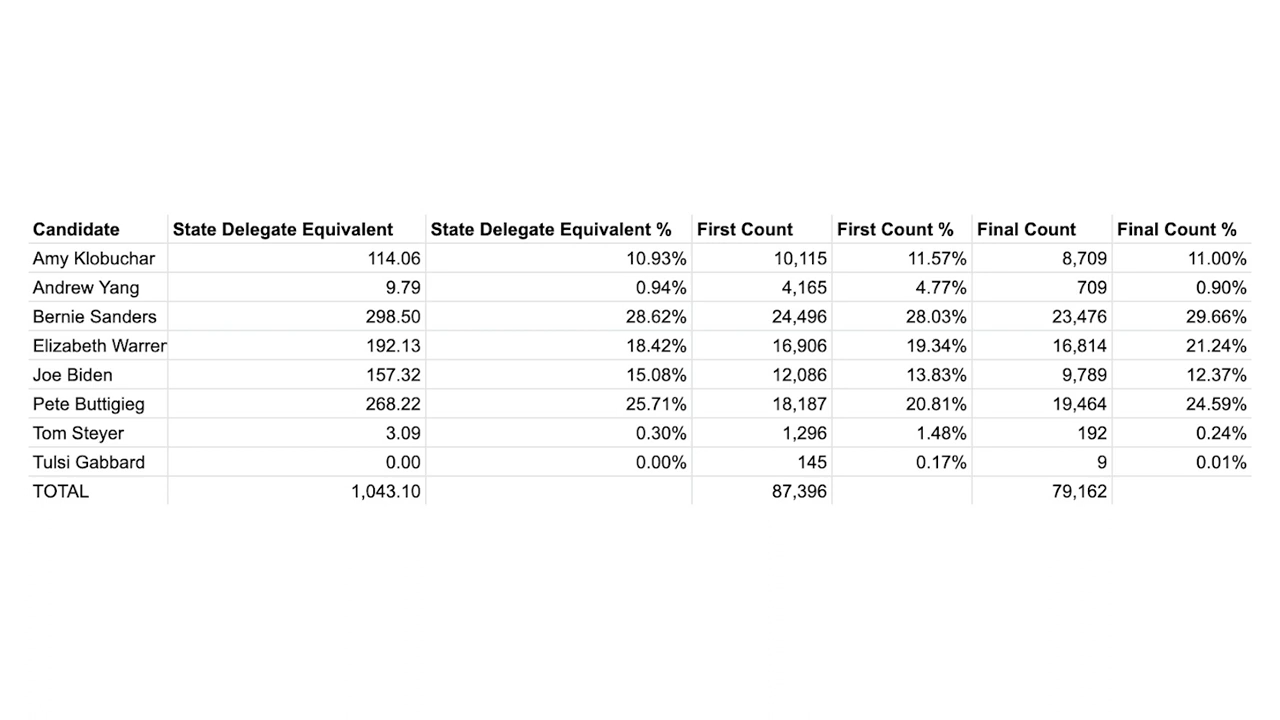 Candidate State Delegate Equivalent State Delegate Equivalent % First Count First Count % Final Count Final Count %
Amy Klobuchar 114.06 10.93% 10,115 11.57% 8,709 11.00%
Andrew Yang 9.79 0.94% 4,165 4.77% 709 0.90%
Bernie Sanders 298.50 28.62% 24,496 28.03% 23,476 29.66%
Elizabeth Warrer 192.13 18.42% 16,906 19.34% 16,814 21.24%
Joe Biden 157.32 15.08% 12,086 13.83% 9,789 12.37%
Pete Buttigieg 268.22 25.71% 18,187 20.81% 19,464 24.59%
Tom Steyer 3.09 0.30% 1,296 1.48% 192 0.24%
Tulsi Gabbard 0.00 0.00% 145 0.17% 9 0.01%
TOTAL 1,043.10 87,396 79,162